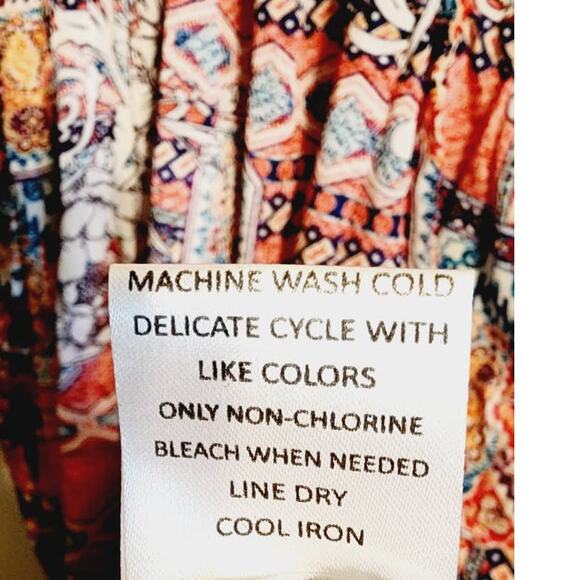 MACHINE WASH COLD
DELICATE CYCLE WITH
LIKE COLORS
ONLY NON-CHLORINE
BLEACH WHEN NEEDED
LINE DRY
COOL IRON